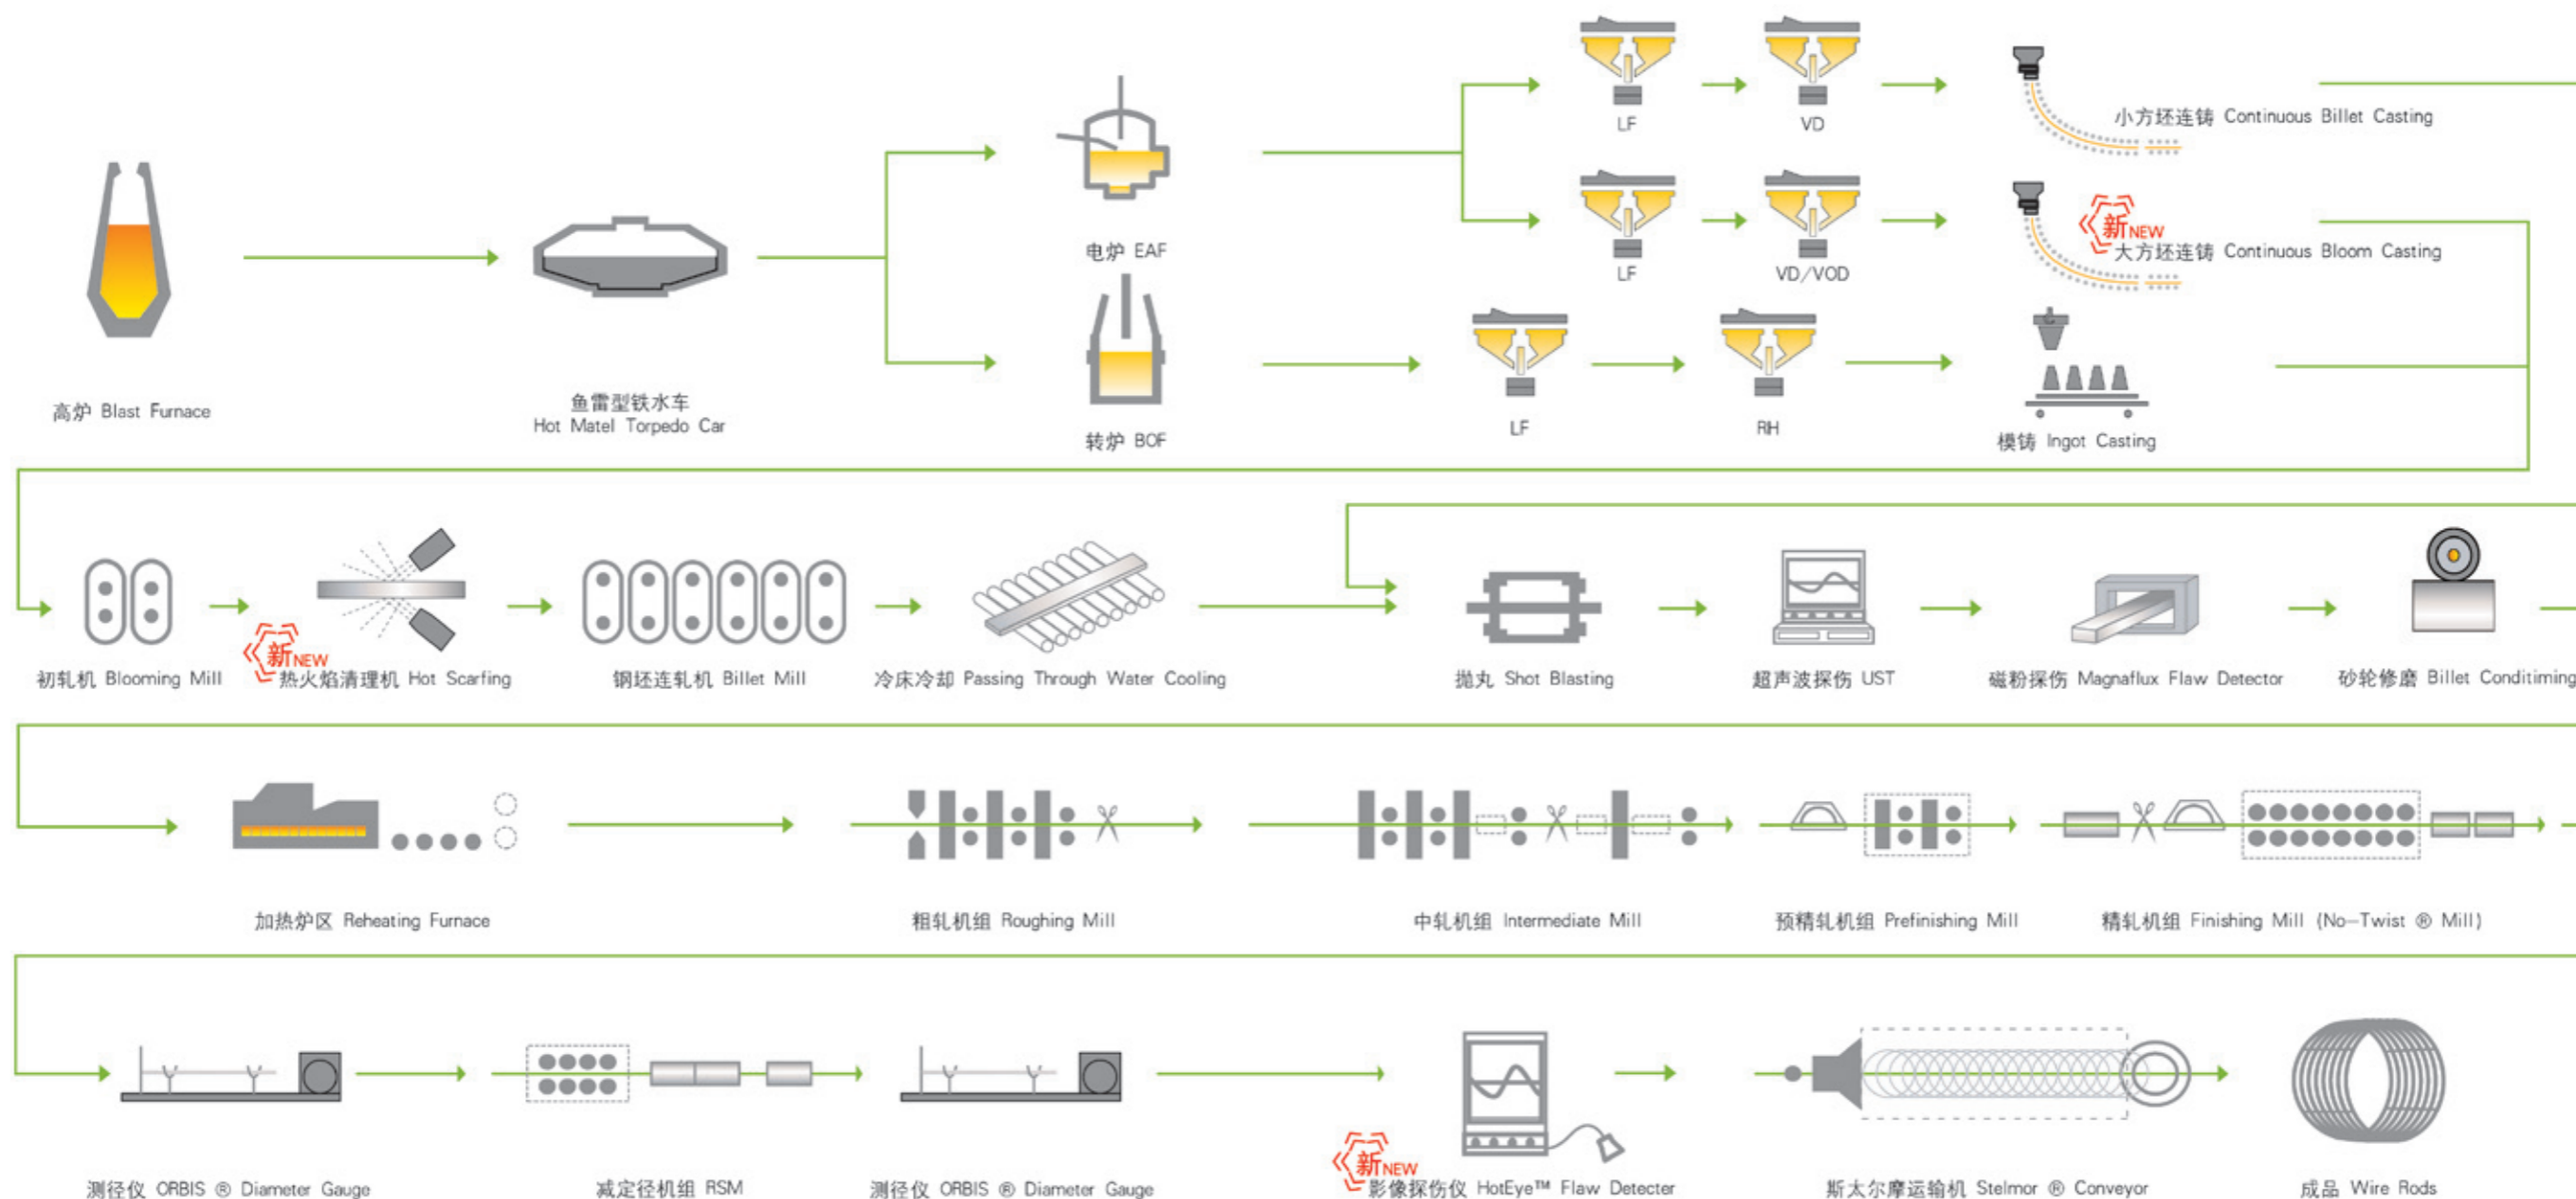 LF
VD
小方坯连铸 Continuous Billet Casting
电炉 EAF
LF
VD/VOD
新NEW
大方坯连铸 Continuous Bloom Casting
高炉 Blast Furnace
鱼雷型铁水车
Hot Matel Torpedo Car
转炉 BOF
LF
RH
模铸 Ingot Casting
初轧机 Blooming Mill
新NEW
热火焰清理机 Hot Scarfing
钢坯连轧机 Billet Mill
冷床冷却 Passing Through Water Cooling
抛丸 Shot Blasting
超声波探伤 UST
磁粉探伤 Magnaflux Flaw Detector
砂轮修磨 Billet Conditiming
加热炉区 Reheating Furnace
粗轧机组 Roughing Mill
中轧机组 Intermediate Mill
预精轧机组 Prefinishing Mill
精轧机组 Finishing Mill (No-Twist ® Mill)
测径仪 ORBIS ® Diameter Gauge
减定径机组 RSM
测径仪 ORBIS ® Diameter Gauge
新NEW
影像探伤仪 HotEye™ Flaw Detecter
斯太尔摩运输机 Stelmor ® Conveyor
成品 Wire Rods